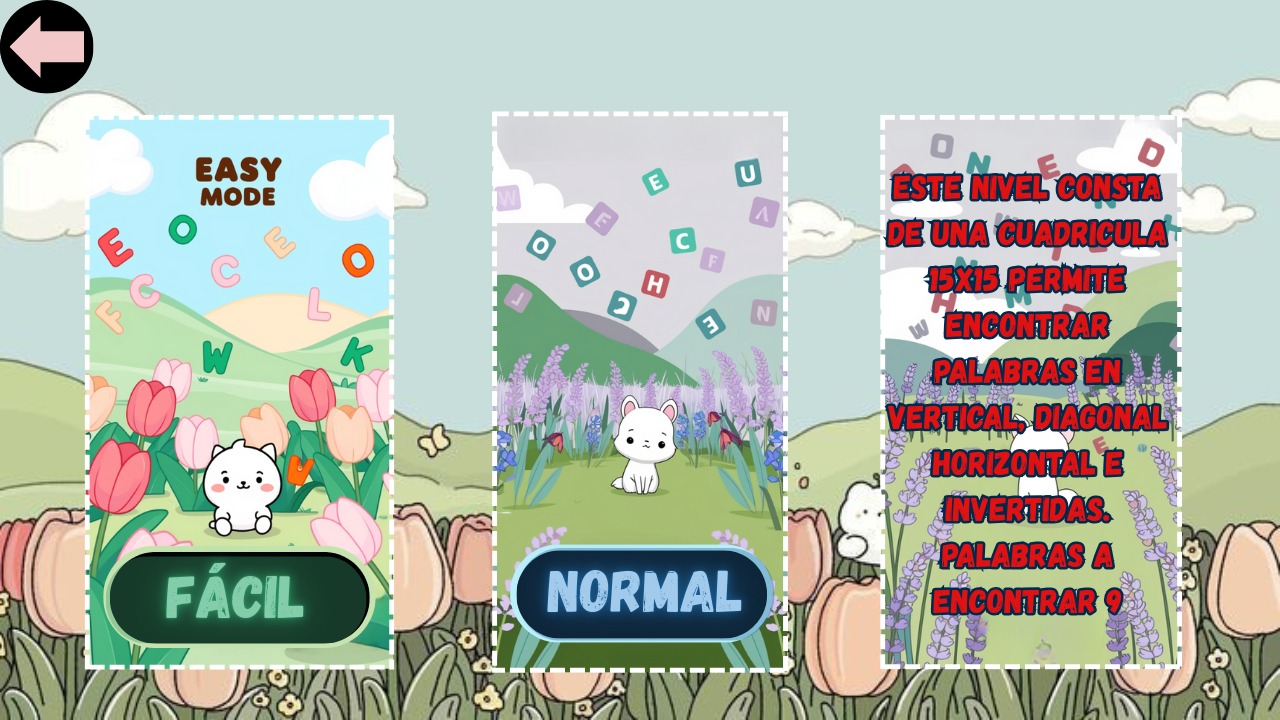 EASY
MODE
FÁCIL
NORMAL
ESTE NIVEL CONSTA
DE UNA CUADRICULA
15X15 PERMITE
ENCONTRAR
PALABRAS EN
VERTICAL, DIAGONAL
HORIZONTAL E
INVERTIDAS.
PALABRAS A
ENCONTRAR 9